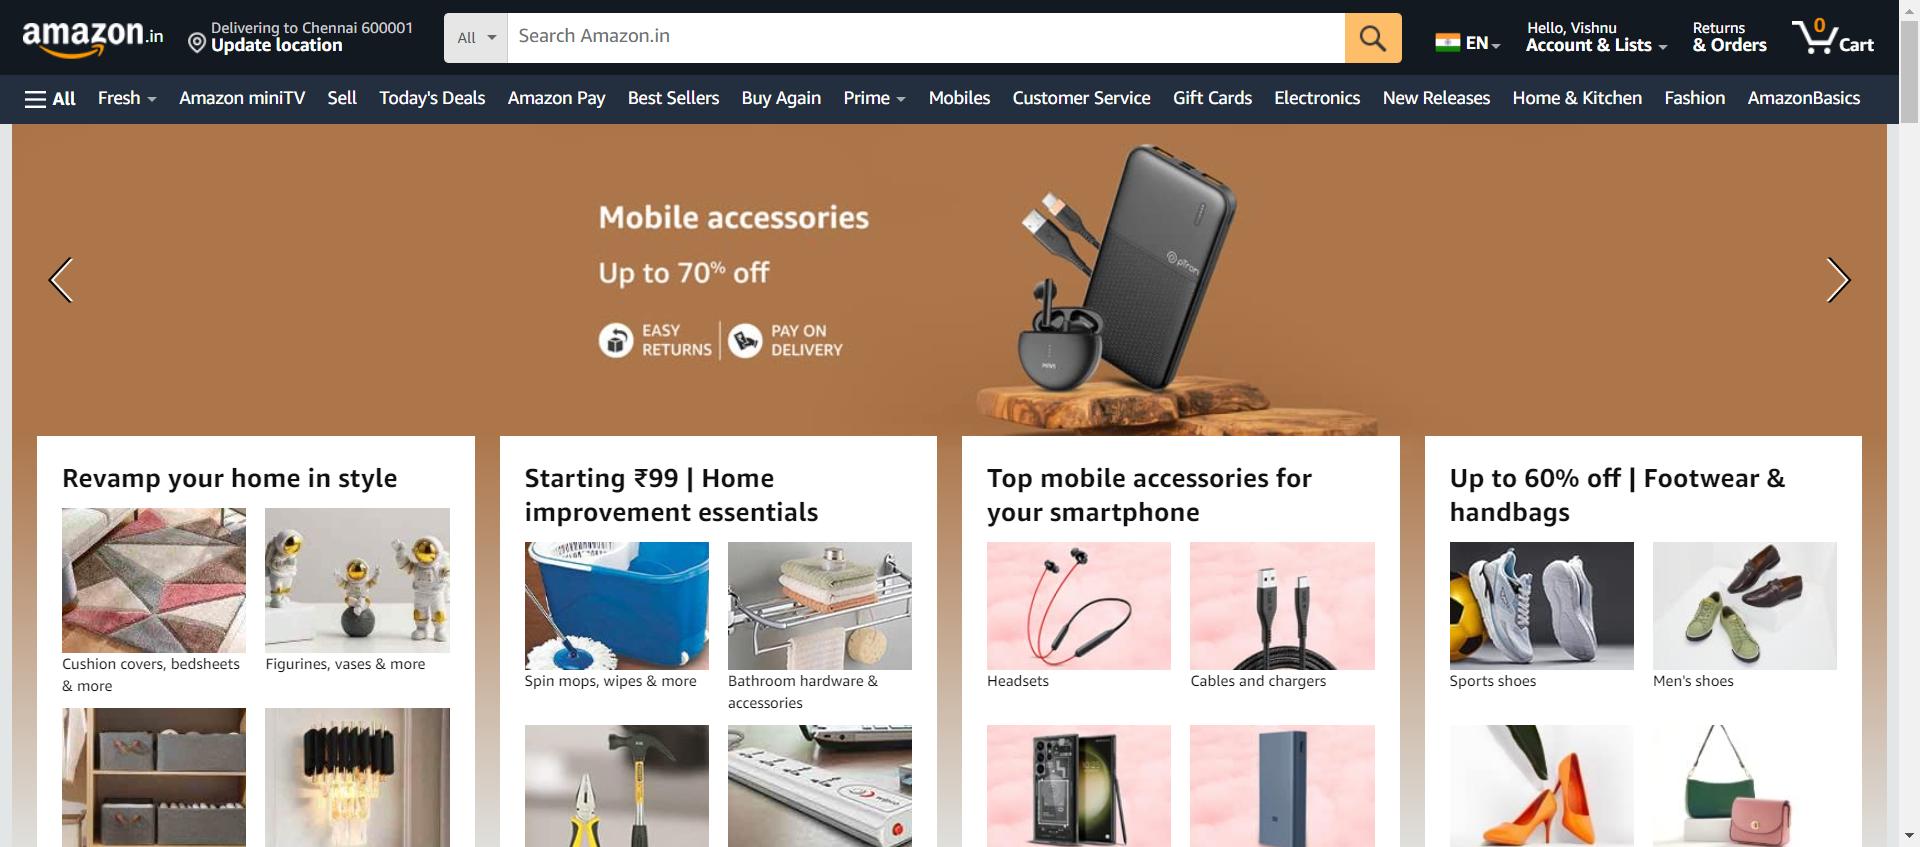 amazon.in
Delivering to Chennai 600001
Update location
All
Search Amazon.in
EN
Hello, Vishnu
Account & Lists
Returns
& Orders
0
Cart
All
Fresh
Amazon miniTV
Sell
Today's Deals
Amazon Pay
Best Sellers
Buy Again
Prime
Mobiles
Customer Service
Gift Cards
Electronics
New Releases
Home & Kitchen
Fashion
AmazonBasics
Mobile accessories
Up to 70% off
EASY
RETURNS
PAY ON
DELIVERY
pTron
Revamp your home in style
Cushion covers, bedsheets
& more
Figurines, vases & more
Starting ₹99 | Home
improvement essentials
Spin mops, wipes & more
Bathroom hardware &
accessories
Top mobile accessories for
your smartphone
Headsets
Cables and chargers
Up to 60% off | Footwear &
handbags
Sports shoes
Men's shoes